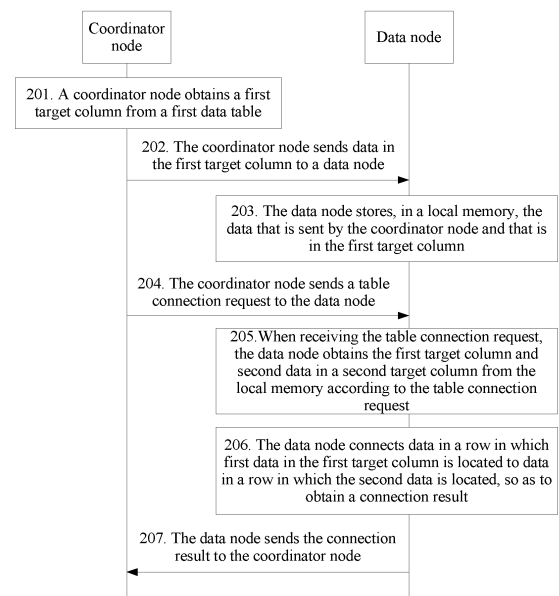 Coordinator
node
Data node
201. A coordinator node obtains a first
target column from a first data table
202. The coordinator node sends data in
the first target column to a data node
203. The data node stores, in a local memory, the
data that is sent by the coordinator node and that is
in the first target column
204. The coordinator node sends a table
connection request to the data node
205.When receiving the table connection request,
the data node obtains the first target column and
second data in a second target column from the
local memory according to the table connection
request
206. The data node connects data in a row in which
first data in the first target column is located to data
in a row in which the second data is located, so as to
obtain a connection result
207. The data node sends the connection
result to the coordinator node